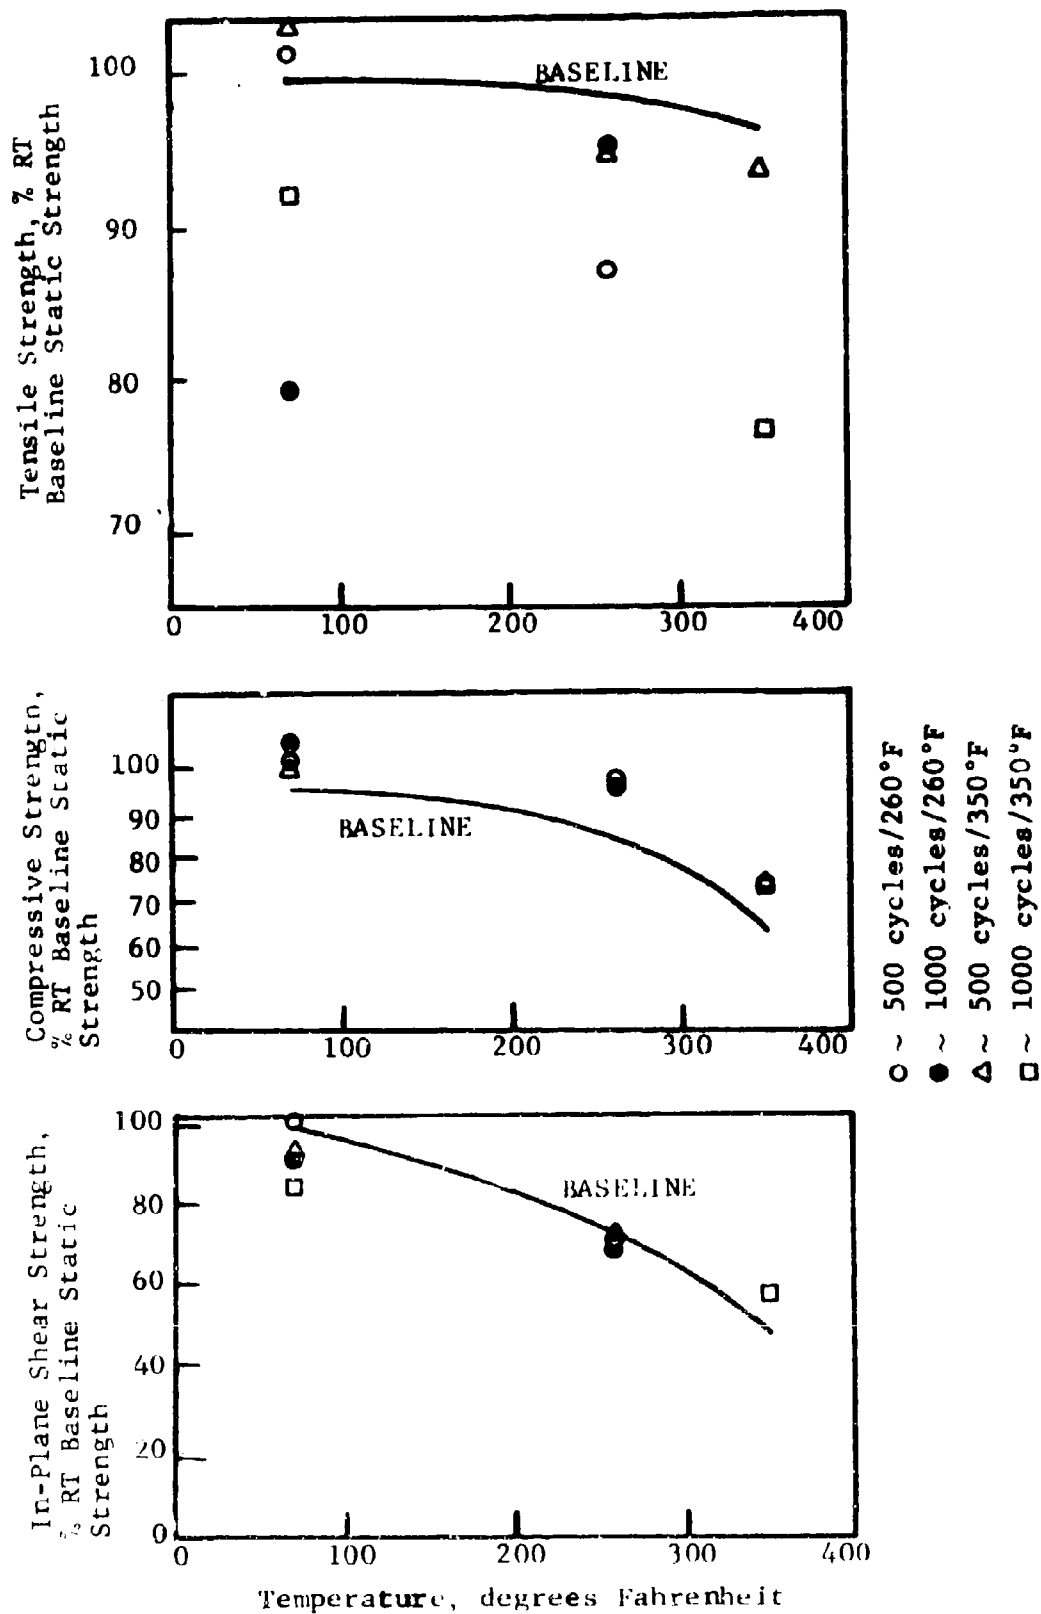 Tensile Strength, % RT
Baseline Static Strength
100
90
80
70
BASELINE
0 100 200 300 400
Compressive Strength,
% RT Baseline Static
Strength
100
90
80
70
60
50
BASELINE
0 100 200 300 400
In-Plane Shear Strength,
% RT Baseline Static
Strength
100
80
60
40
20
0
BASELINE
0 100 200 300 400
Temperature, degrees Fahrenheit
○ ~ 500 cycles/260°F
● ~ 1000 cycles/260°F
△ ~ 500 cycles/350°F
□ ~ 1000 cycles/350°F